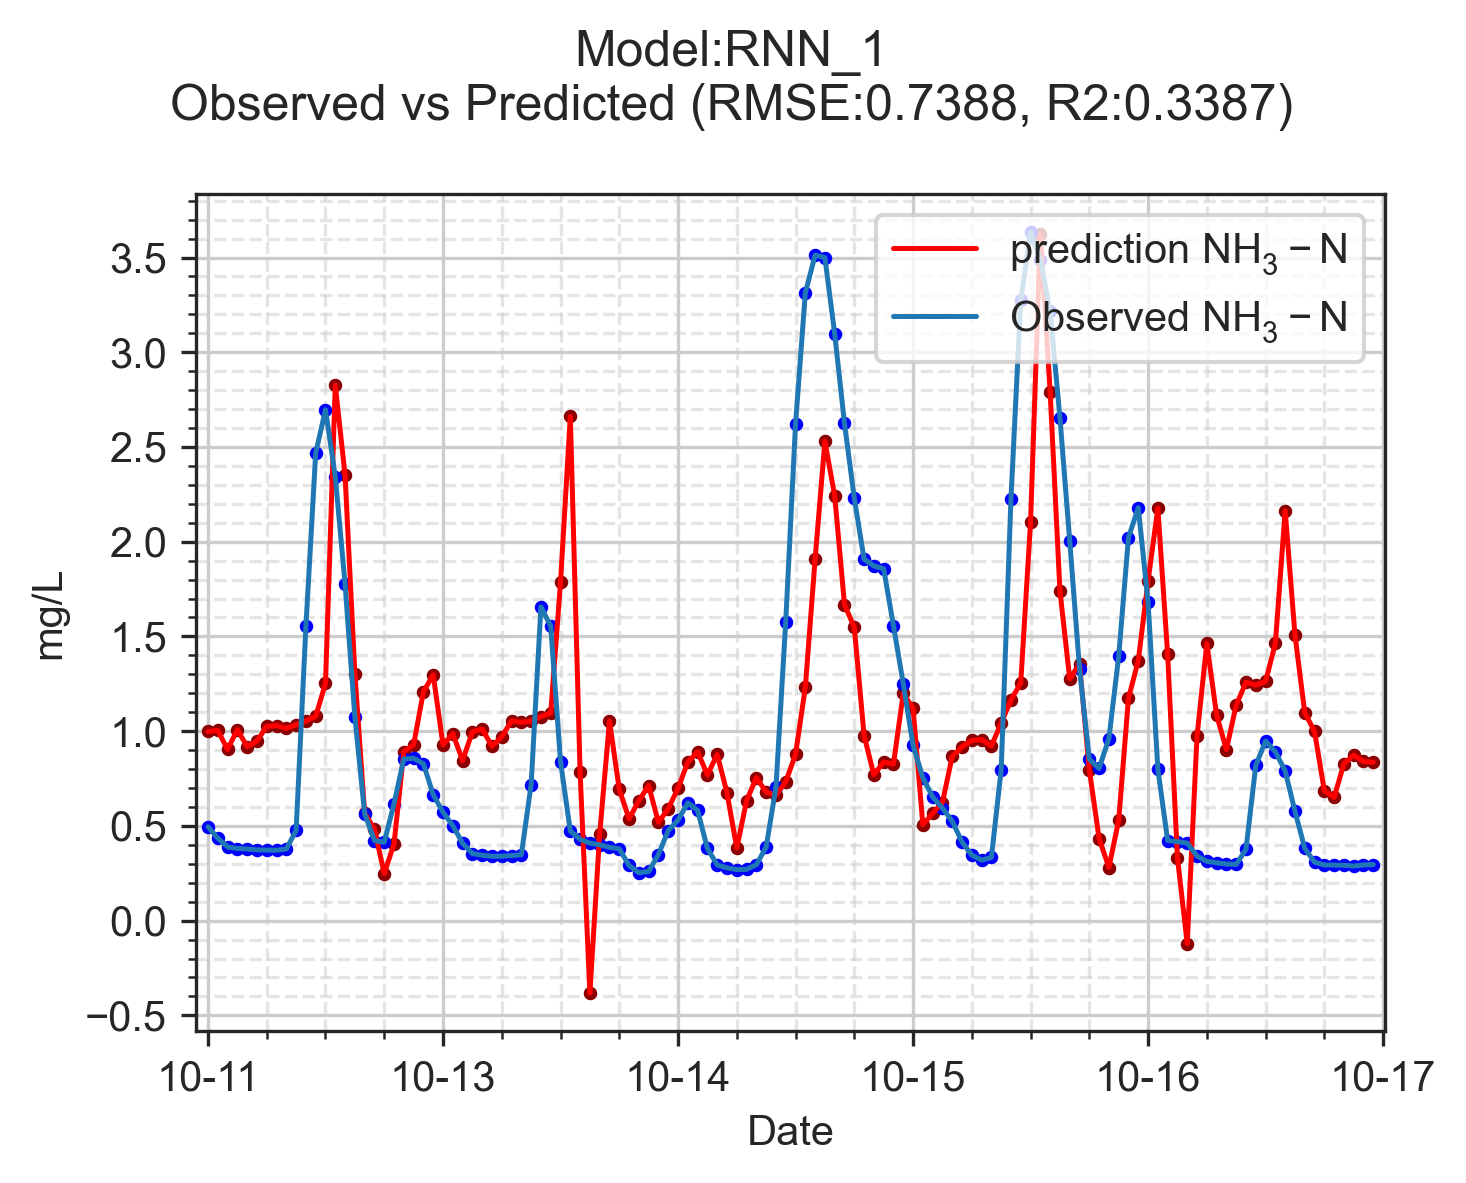 Model:RNN_1
Observed vs Predicted (RMSE:0.7388, R2:0.3387)
prediction NH₃ − N
Observed NH₃ − N
3.5
3.0
2.5
2.0
1.5
1.0
0.5
0.0
−0.5
mg/L
10-11 10-13 10-14 10-15 10-16 10-17
Date